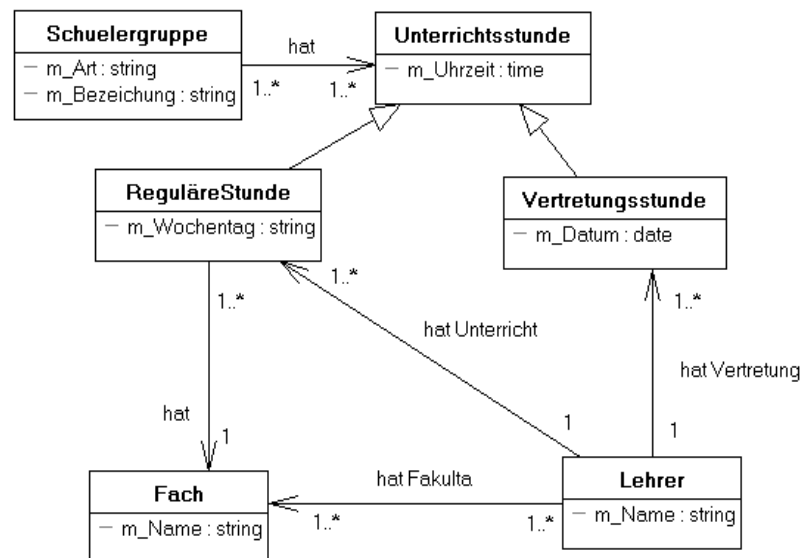 Schuelergruppe
— m_Art : string
— m_Bezeichung : string
hat
1..*
1..*
Unterrichtsstunde
— m_Uhrzeit : time
ReguläreStunde
— m_Wochentag : string
Vertretungsstunde
— m_Datum : date
1..*
1..*
1..*
hat Unterricht
hat Vertretung
hat
1
1
1
Fach
— m_Name : string
hat Fakulta
1..*
1..*
Lehrer
— m_Name : string